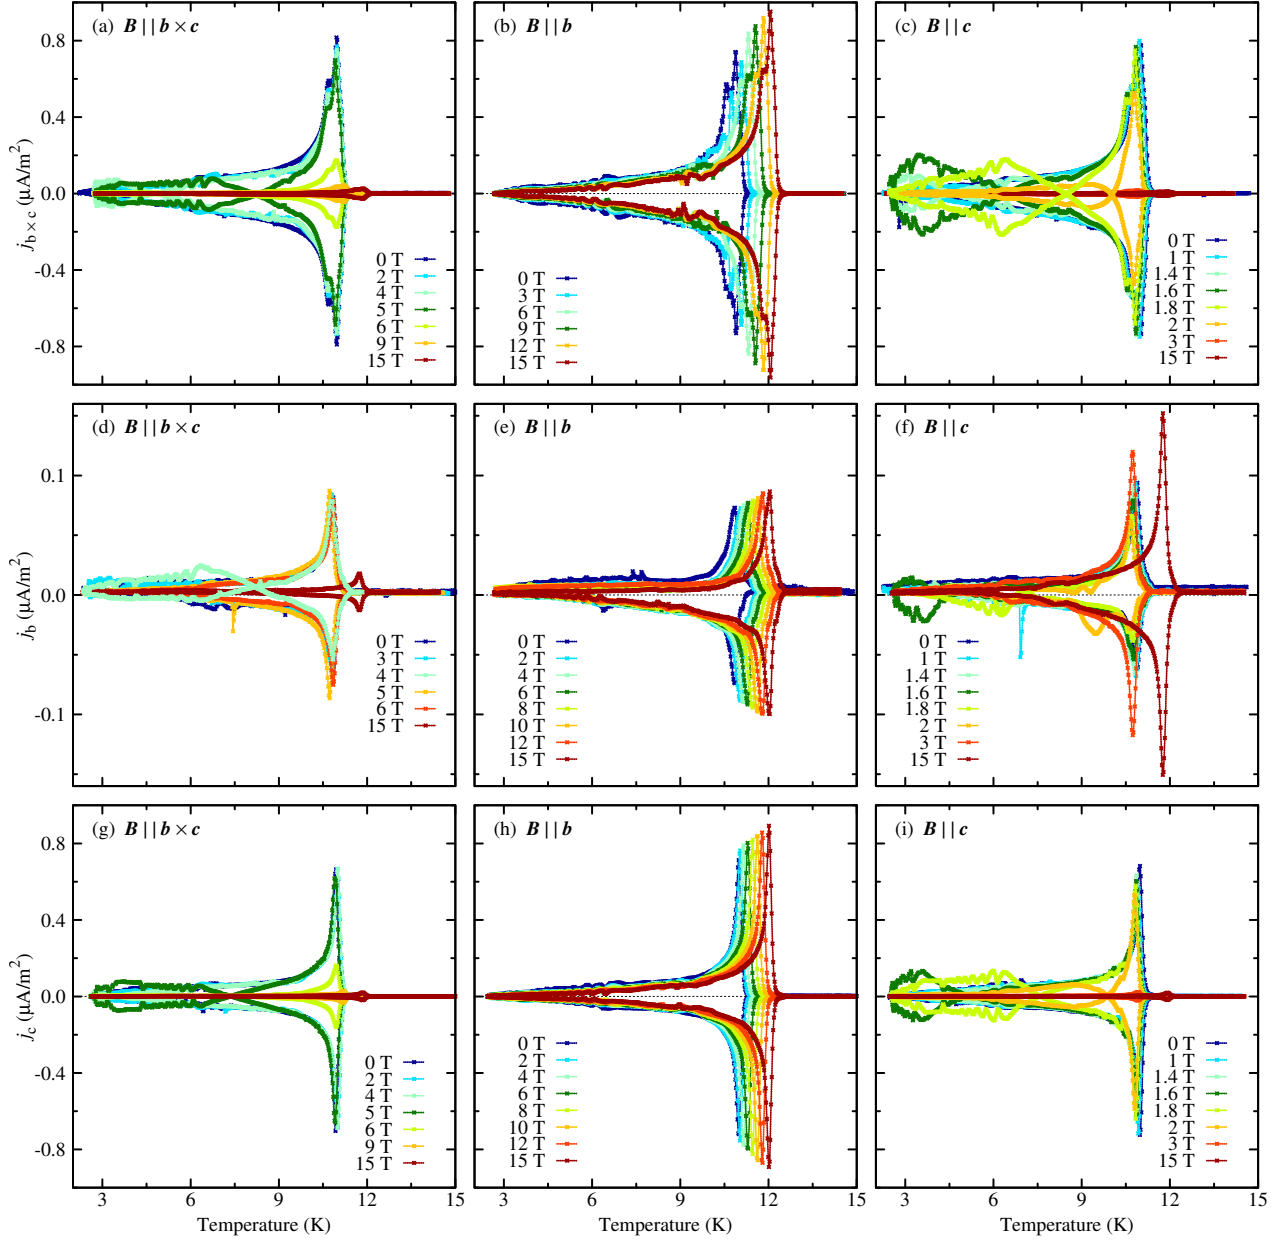 (a) B || b × c
0.8
0.4
0.0
-0.4
-0.8
j b × c (µA/m²)
0 T
2 T
4 T
5 T
6 T
9 T
15 T
(b) B || b
0 T
3 T
6 T
9 T
12 T
15 T
(c) B || c
0 T
1 T
1.4 T
1.6 T
1.8 T
2 T
3 T
15 T
(d) B || b × c
0.1
0.0
-0.1
j b (µA/m²)
0 T
3 T
4 T
5 T
6 T
15 T
(e) B || b
0 T
2 T
4 T
6 T
8 T
10 T
12 T
15 T
(f) B || c
0 T
1 T
1.4 T
1.6 T
1.8 T
2 T
3 T
15 T
(g) B || b × c
0.8
0.4
0.0
-0.4
-0.8
j c (µA/m²)
0 T
2 T
4 T
5 T
6 T
9 T
15 T
3 6 9 12 15
Temperature (K)
(h) B || b
0 T
2 T
4 T
6 T
8 T
10 T
12 T
15 T
3 6 9 12 15
Temperature (K)
(i) B || c
0 T
1 T
1.4 T
1.6 T
1.8 T
2 T
3 T
15 T
3 6 9 12 15
Temperature (K)